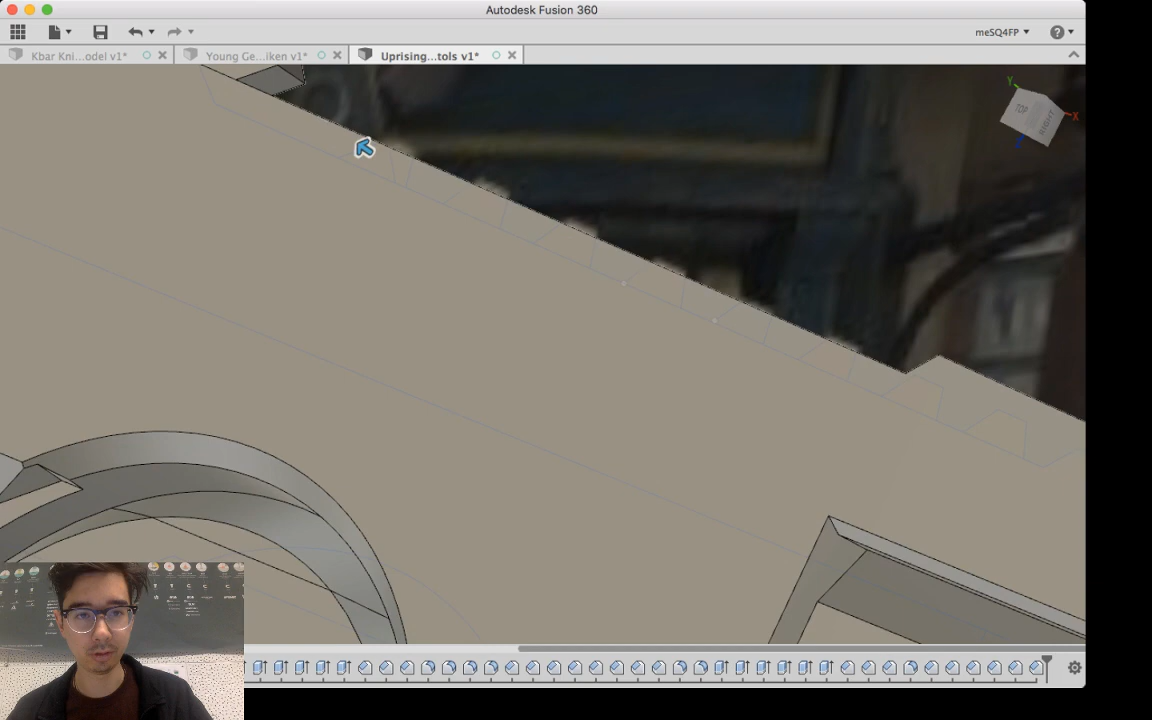 Autodesk Fusion 360
meSQ4FP
Kbar Kni...odel v1*
Young Ge...iken v1*
Uprising...tols v1*
Y
TOP
RIGHT
X